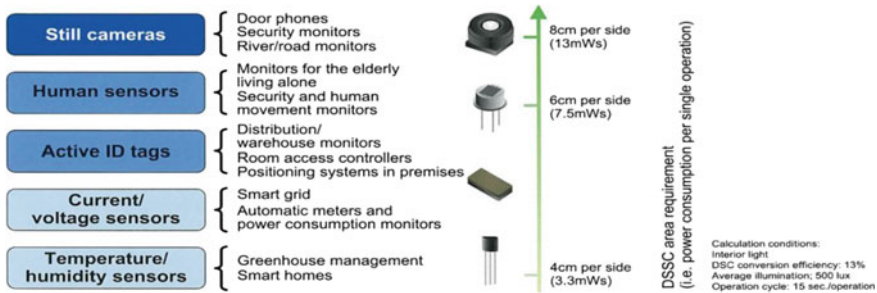 Still cameras
Door phones
Security monitors
River/road monitors
8cm per side
(13mWs)
Human sensors
Monitors for the elderly
living alone
Security and human
movement monitors
6cm per side
(7.5mWs)
Active ID tags
Distribution/
warehouse monitors
Room access controllers
Positioning systems in premises
Current/
voltage sensors
Smart grid
Automatic meters and
power consumption monitors
Temperature/
humidity sensors
Greenhouse management
Smart homes
4cm per side
(3.3mWs)
DSSC area requirement
(i.e. power consumption per single operation)
Calculation conditions:
Interior light
DSC conversion efficiency: 13%
Average illumination; 500 lux
Operation cycle: 15 sec./operation